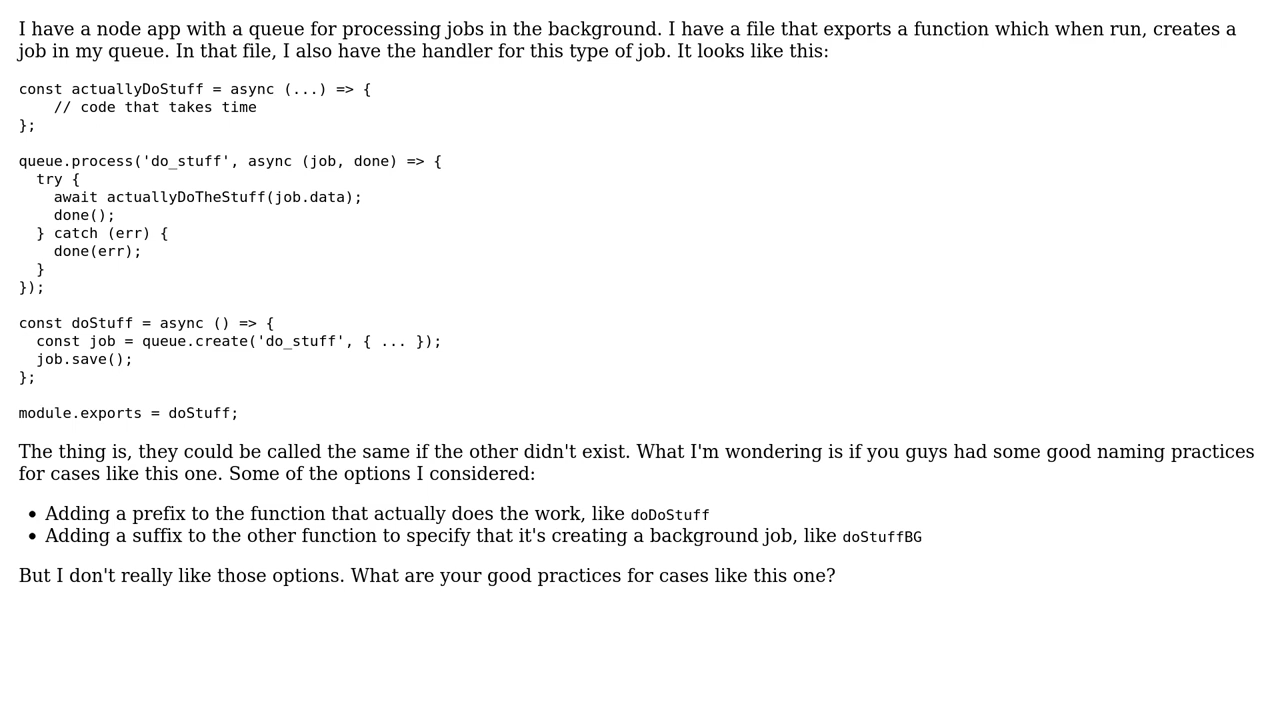 I have a node app with a queue for processing jobs in the background. I have a file that exports a function which when run, creates a
job in my queue. In that file, I also have the handler for this type of job. It looks like this:
const actuallyDoStuff = async (...) => {
    // code that takes time
};

queue.process('do_stuff', async (job, done) => {
  try {
    await actuallyDoTheStuff(job.data);
    done();
  } catch (err) {
    done(err);
  }
});

const doStuff = async () => {
  const job = queue.create('do_stuff', { ... });
  job.save();
};

module.exports = doStuff;
The thing is, they could be called the same if the other didn't exist. What I'm wondering is if you guys had some good naming practices
for cases like this one. Some of the options I considered:
• Adding a prefix to the function that actually does the work, like doDoStuff
• Adding a suffix to the other function to specify that it's creating a background job, like doStuffBG
But I don't really like those options. What are your good practices for cases like this one?